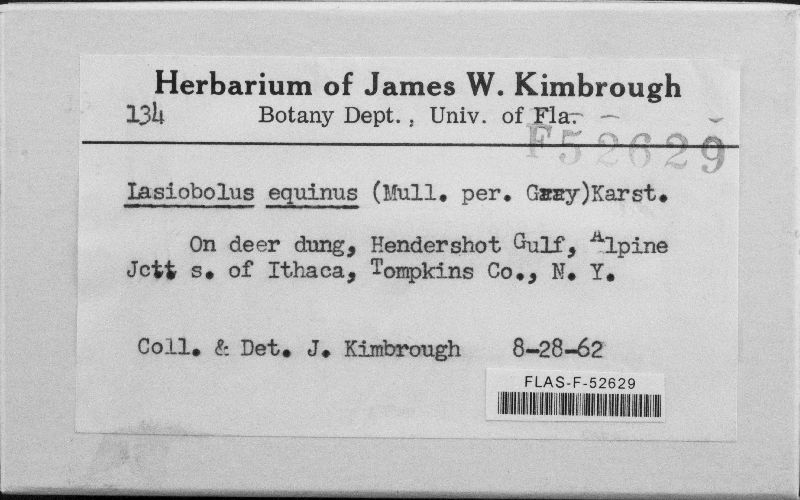 Herbarium of James W. Kimbrough
134 Botany Dept., Univ. of Fla.
F52629
Lasiobolus equinus (Mull. per. Gray)Karst.
On deer dung, Hendershot Gulf, Alpine
Jctt s. of Ithaca, Tompkins Co., N. Y.
Coll. & Det. J. Kimbrough 8-28-62
FLAS-F-52629